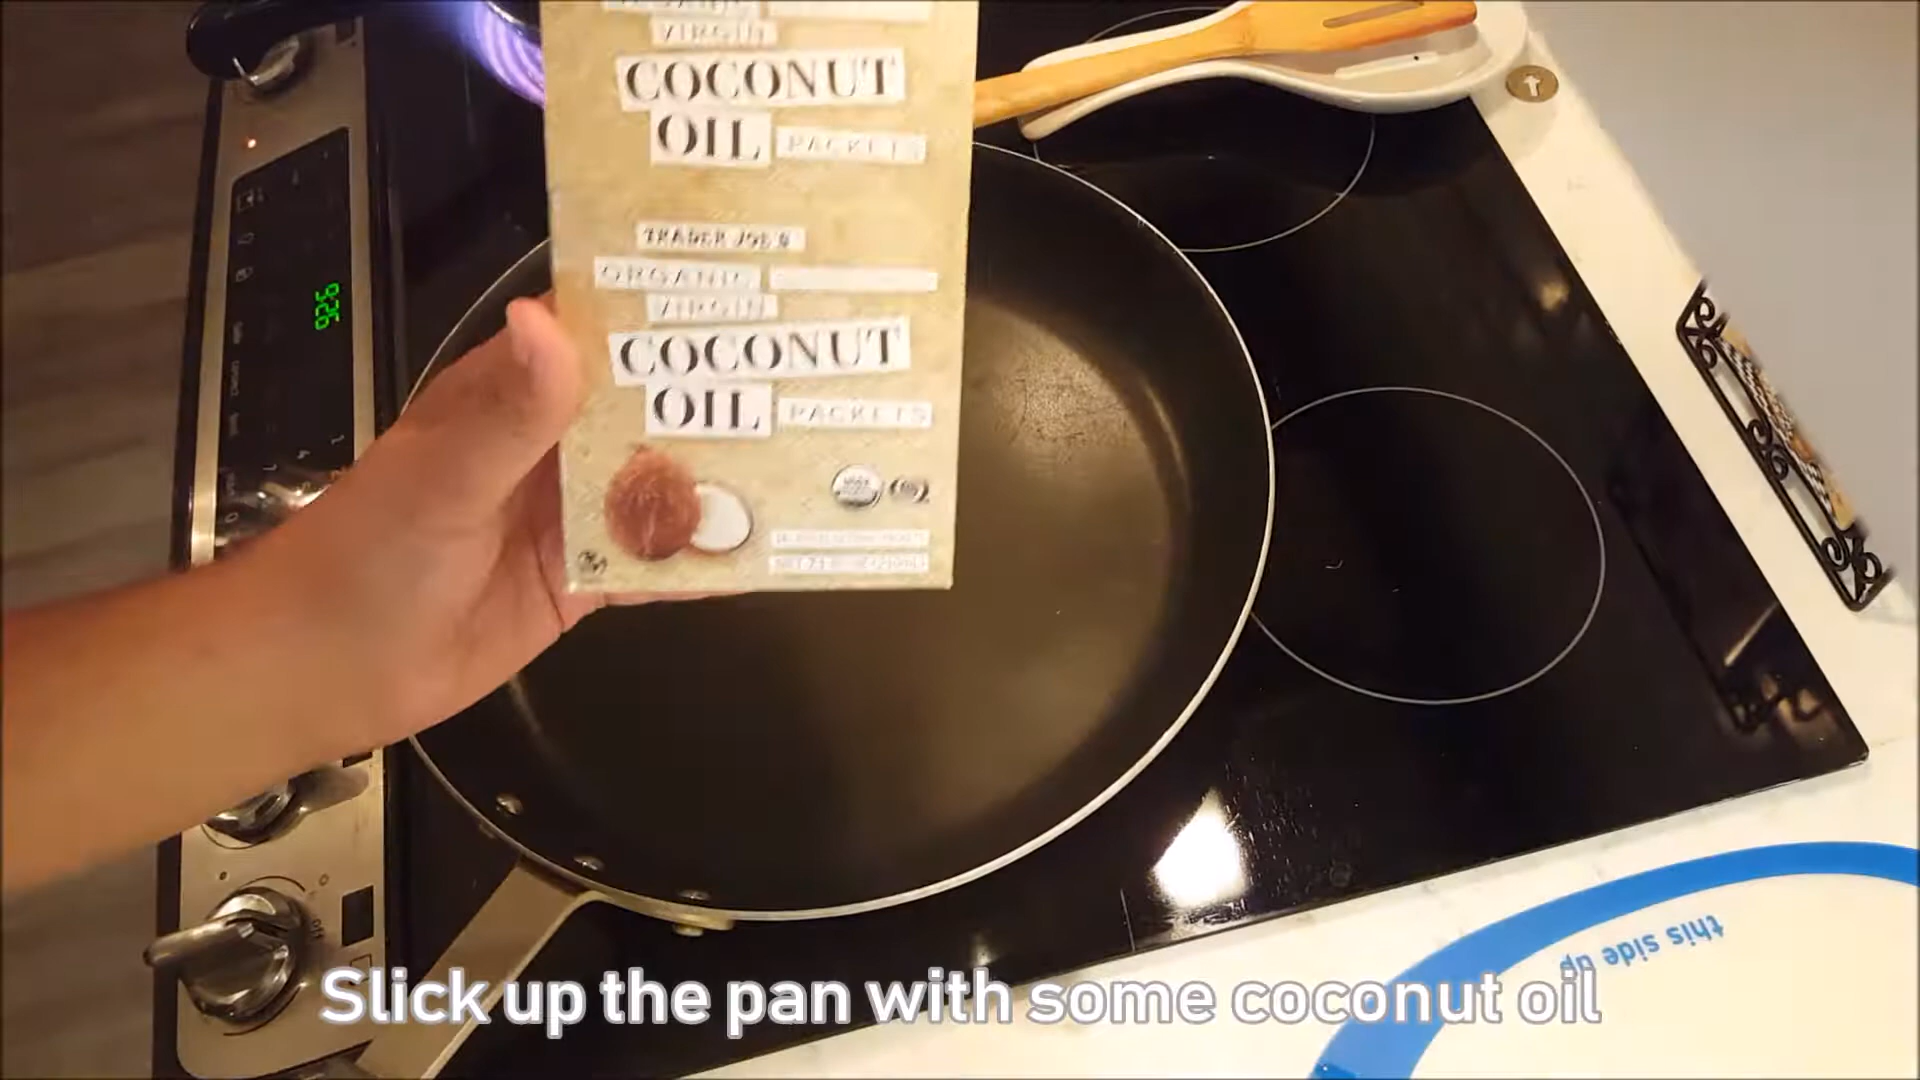 VIRGIN
COCONUT
OIL PACKETS
TRADER JOE'S
ORGANIC
VIRGIN
COCONUT
OIL PACKETS
926
this side up
Slick up the pan with some coconut oil